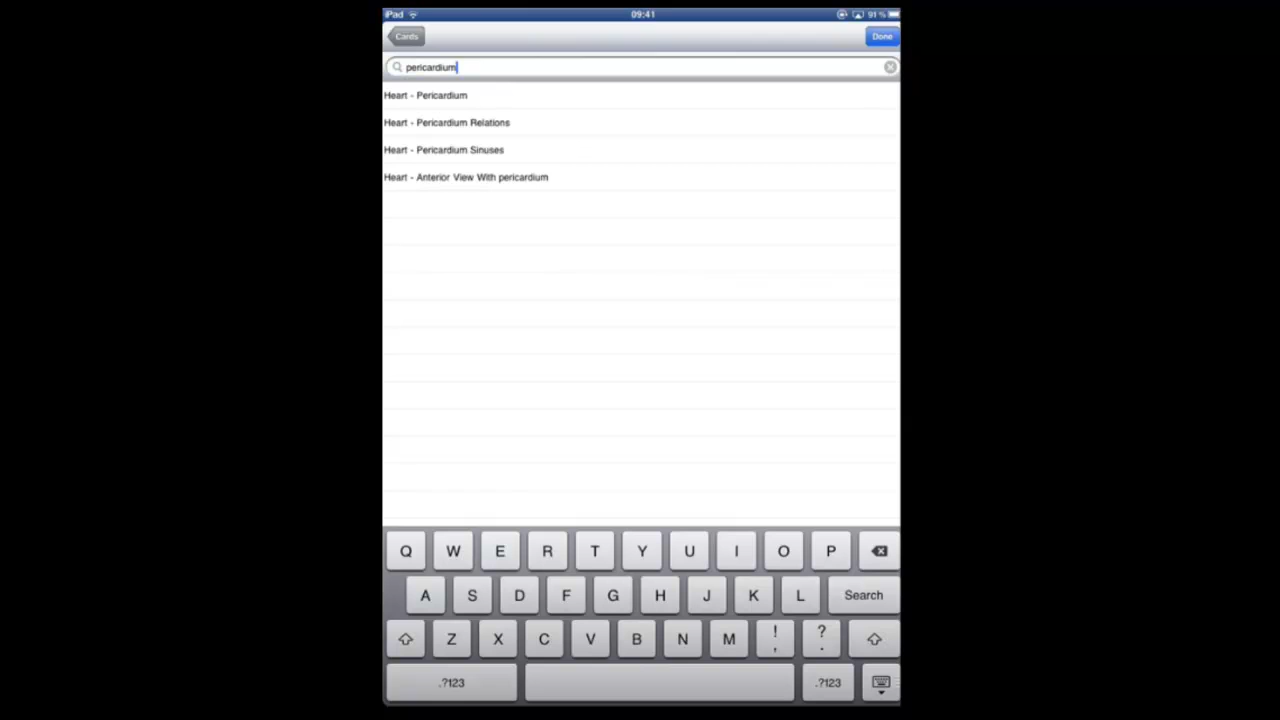 iPad 09:41 91%
Cards Done
pericardium
Heart - Pericardium
Heart - Pericardium Relations
Heart - Pericardium Sinuses
Heart - Anterior View With pericardium
Q W E R T Y U I O P
A S D F G H J K L Search
Z X C V B N M ! , ? .
.?123 .?123